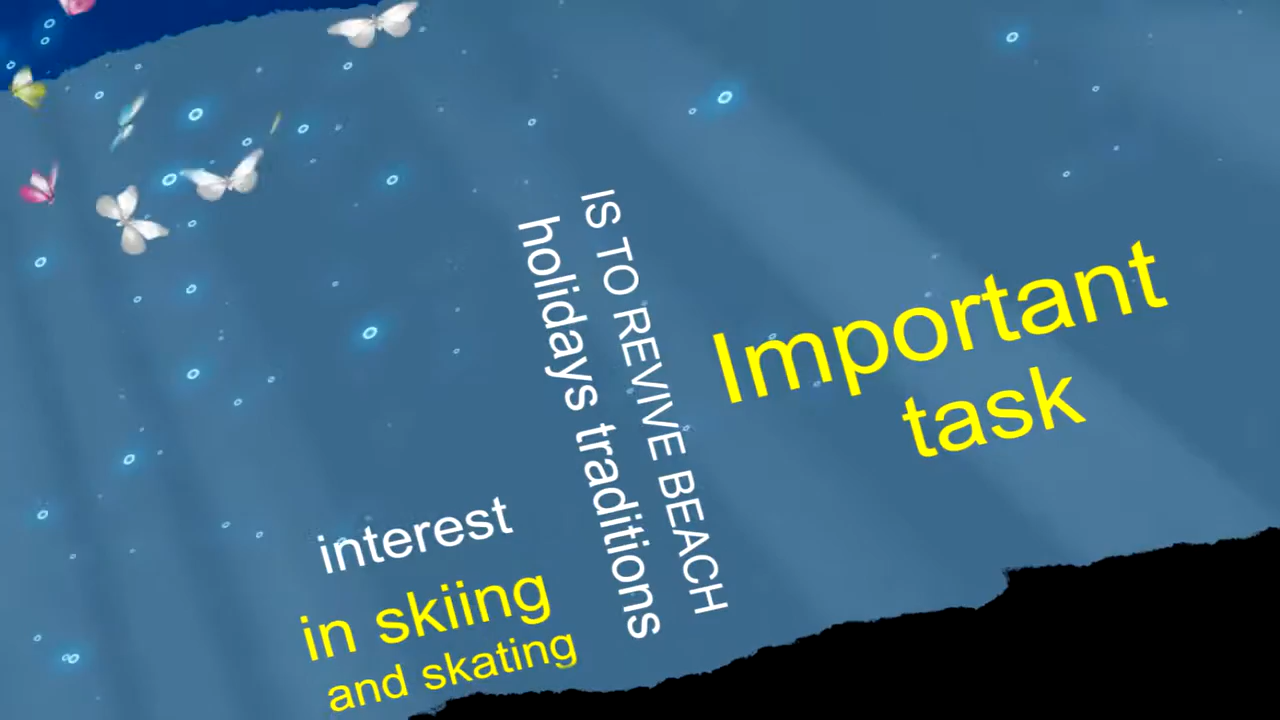 Important
task
IS TO REVIVE BEACH
holidays traditions
interest
in skiing
and skating